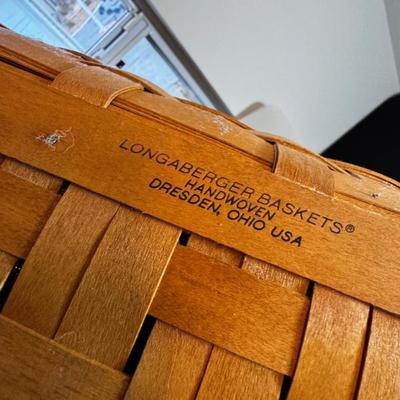 LONGABERGER BASKETS®
HANDWOVEN
DRESDEN, OHIO USA